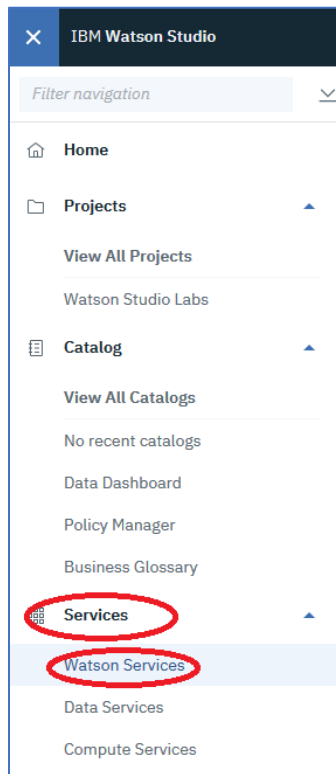 IBM Watson Studio
Filter navigation
Home
Projects
View All Projects
Watson Studio Labs
Catalog
View All Catalogs
No recent catalogs
Data Dashboard
Policy Manager
Business Glossary
Services
Watson Services
Data Services
Compute Services